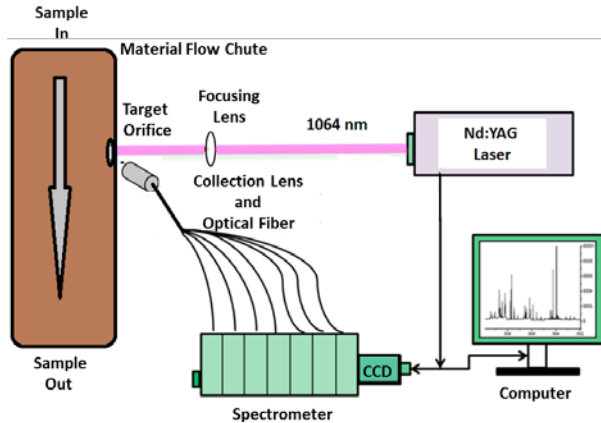 Sample
In
Material Flow Chute
Target
Orifice
Focusing
Lens
1064 nm
Nd:YAG
Laser
Collection Lens
and
Optical Fiber
CCD
Sample
Out
Spectrometer
Computer